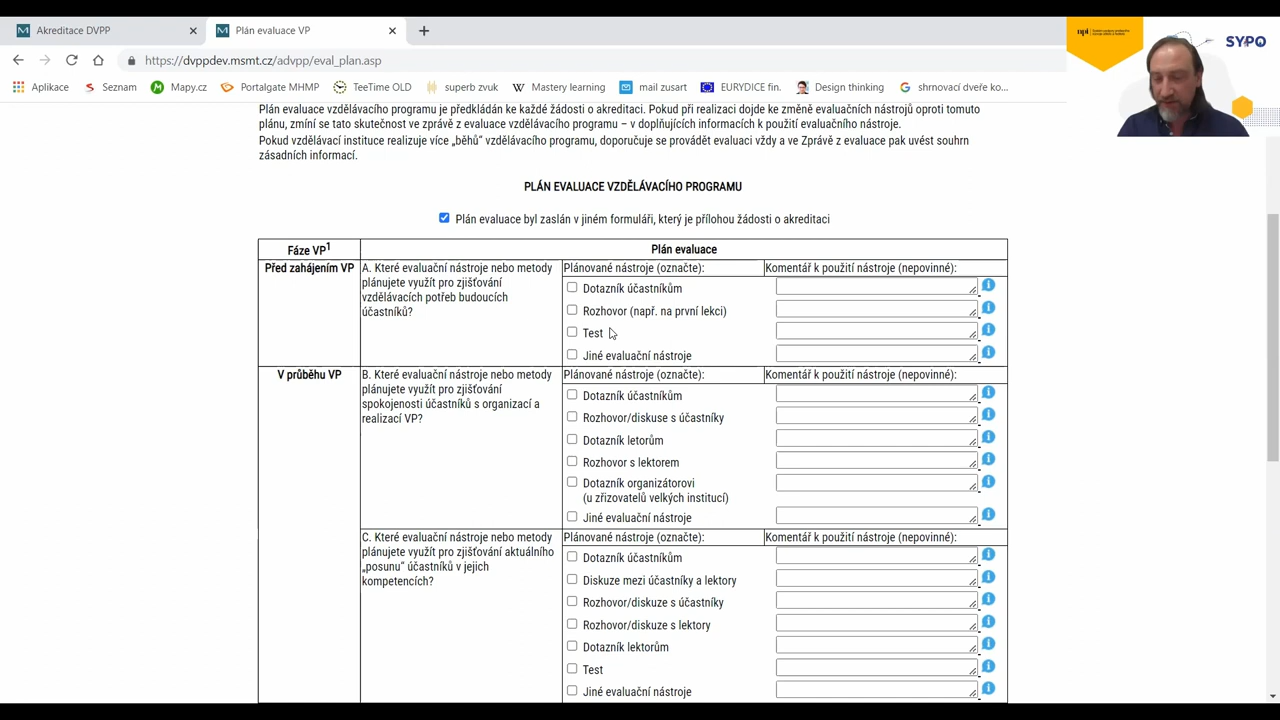 Akreditace DVPP
Plán evaluace VP
https://dvppdev.msmt.cz/advpp/eval_plan.asp
Aplikace Seznam Mapy.cz Portalgate MHMP TeeTime OLD Mastery learning mail zusart EURYDICE fin. Design thinking shrnovací dveře ko...
npi
SYPO
Plán evaluace vzdělávacího programu je předkládán ke každé žádosti o akreditaci. Pokud při realizaci dojde ke změně evaluačních nástrojů oproti tomuto
plánu, zmíní se tato skutečnost ve zprávě z evaluace vzdělávacího programu – v doplňujících informacích k použití evaluačního nástroje.
Pokud vzdělávací instituce realizuje více „běhů“ vzdělávacího programu, doporučuje se provádět evaluaci vždy a ve Zprávě z evaluace pak uvést souhrn
zásadních informací.
PLÁN EVALUACE VZDĚLÁVACÍHO PROGRAMU
Plán evaluace byl zaslán v jiném formuláři, který je přílohou žádosti o akreditaci
Fáze VP1
Plán evaluace
Před zahájením VP
A. Které evaluační nástroje nebo metody
plánujete využít pro zjišťování
vzdělávacích potřeb budoucích
účastníků?
Plánované nástroje (označte):
Komentář k použití nástroje (nepovinné):
Dotazník účastníkům
Rozhovor (např. na první lekci)
Test
Jiné evaluační nástroje
V průběhu VP
B. Které evaluační nástroje nebo metody
plánujete využít pro zjišťování
spokojenosti účastníků s organizací a
realizací VP?
Plánované nástroje (označte):
Komentář k použití nástroje (nepovinné):
Dotazník účastníkům
Rozhovor/diskuse s účastníky
Dotazník letorům
Rozhovor s lektorem
Dotazník organizátorovi
(u zřizovatelů velkých institucí)
Jiné evaluační nástroje
C. Které evaluační nástroje nebo metody
plánujete využít pro zjišťování aktuálního
„posunu“ účastníků v jejich
kompetencích?
Plánované nástroje (označte):
Komentář k použití nástroje (nepovinné):
Dotazník účastníkům
Diskuze mezi účastníky a lektory
Rozhovor/diskuze s účastníky
Rozhovor/diskuze s lektory
Dotazník lektorům
Test
Jiné evaluační nástroje